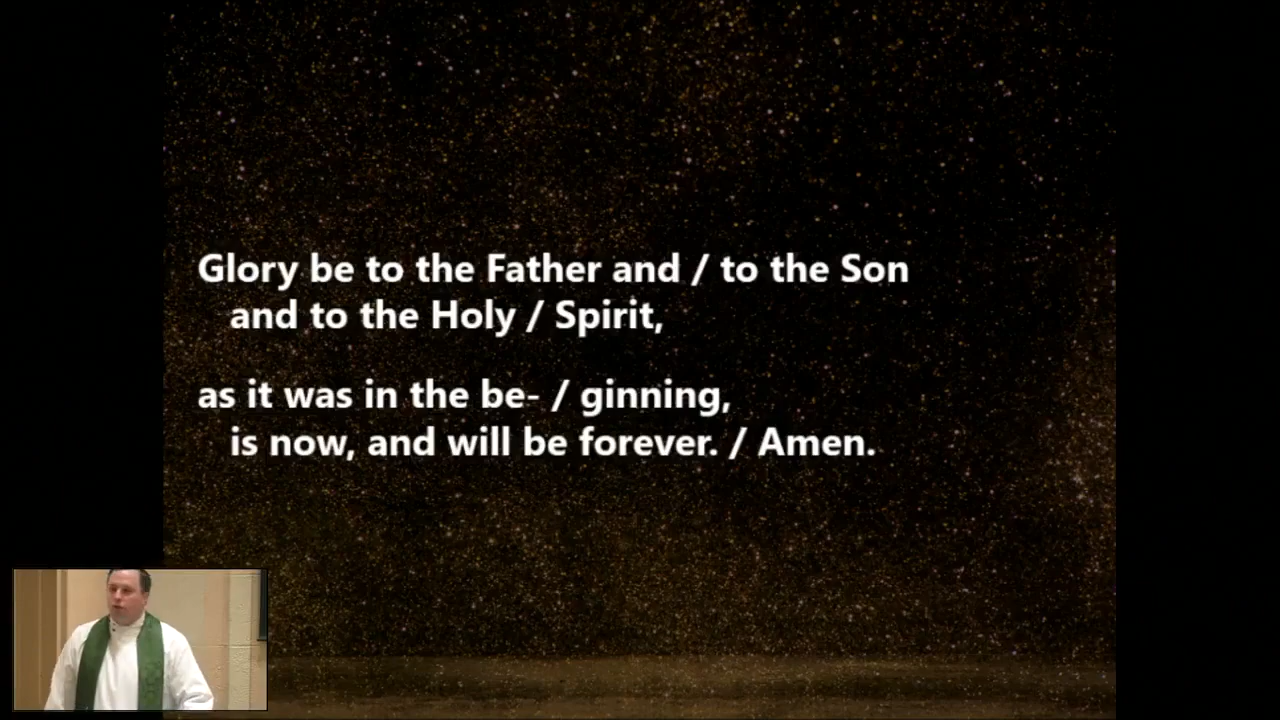 Glory be to the Father and / to the Son
and to the Holy / Spirit,
as it was in the be- / ginning,
is now, and will be forever. / Amen.